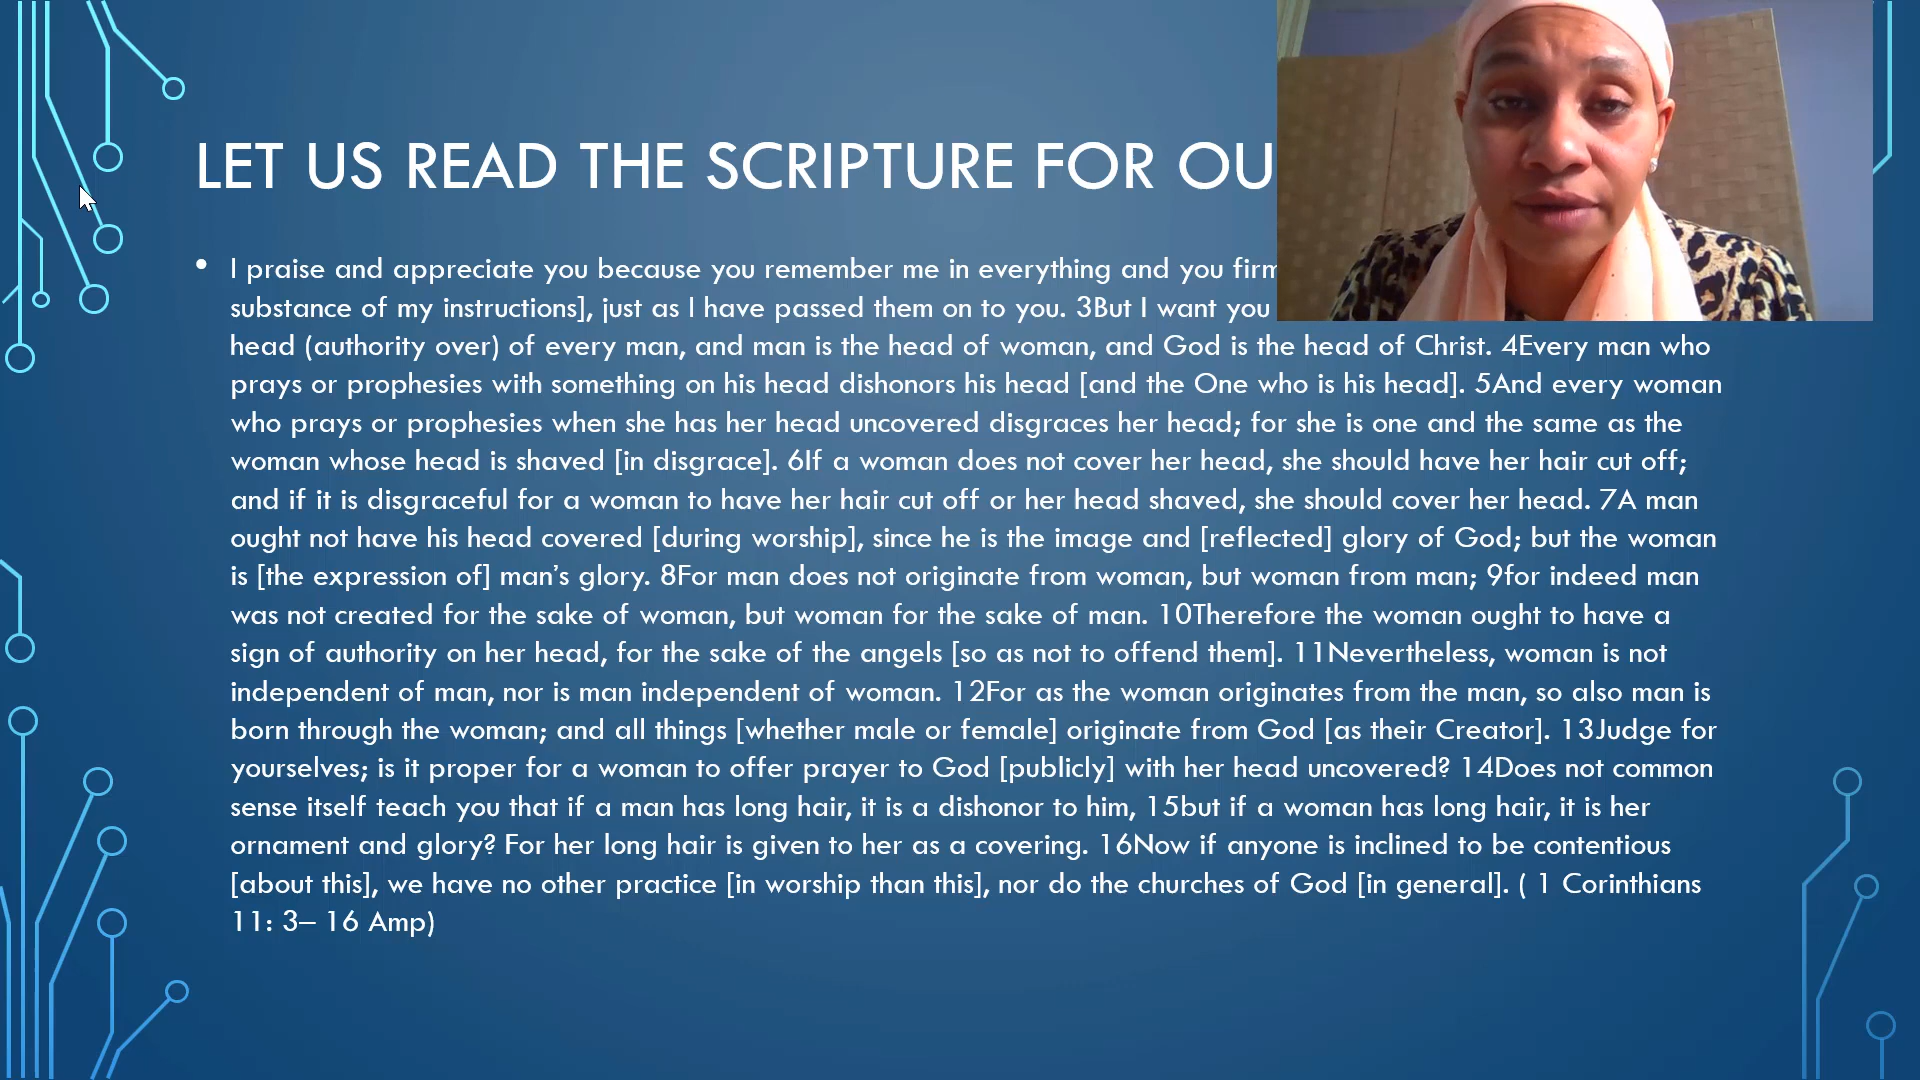 LET US READ THE SCRIPTURE FOR OU
I praise and appreciate you because you remember me in everything and you firm
substance of my instructions], just as I have passed them on to you. 3But I want you
head (authority over) of every man, and man is the head of woman, and God is the head of Christ. 4Every man who
prays or prophesies with something on his head dishonors his head [and the One who is his head]. 5And every woman
who prays or prophesies when she has her head uncovered disgraces her head; for she is one and the same as the
woman whose head is shaved [in disgrace]. 6If a woman does not cover her head, she should have her hair cut off;
and if it is disgraceful for a woman to have her hair cut off or her head shaved, she should cover her head. 7A man
ought not have his head covered [during worship], since he is the image and [reflected] glory of God; but the woman
is [the expression of] man’s glory. 8For man does not originate from woman, but woman from man; 9for indeed man
was not created for the sake of woman, but woman for the sake of man. 10Therefore the woman ought to have a
sign of authority on her head, for the sake of the angels [so as not to offend them]. 11Nevertheless, woman is not
independent of man, nor is man independent of woman. 12For as the woman originates from the man, so also man is
born through the woman; and all things [whether male or female] originate from God [as their Creator]. 13Judge for
yourselves; is it proper for a woman to offer prayer to God [publicly] with her head uncovered? 14Does not common
sense itself teach you that if a man has long hair, it is a dishonor to him, 15but if a woman has long hair, it is her
ornament and glory? For her long hair is given to her as a covering. 16Now if anyone is inclined to be contentious
[about this], we have no other practice [in worship than this], nor do the churches of God [in general]. ( 1 Corinthians
11: 3– 16 Amp)